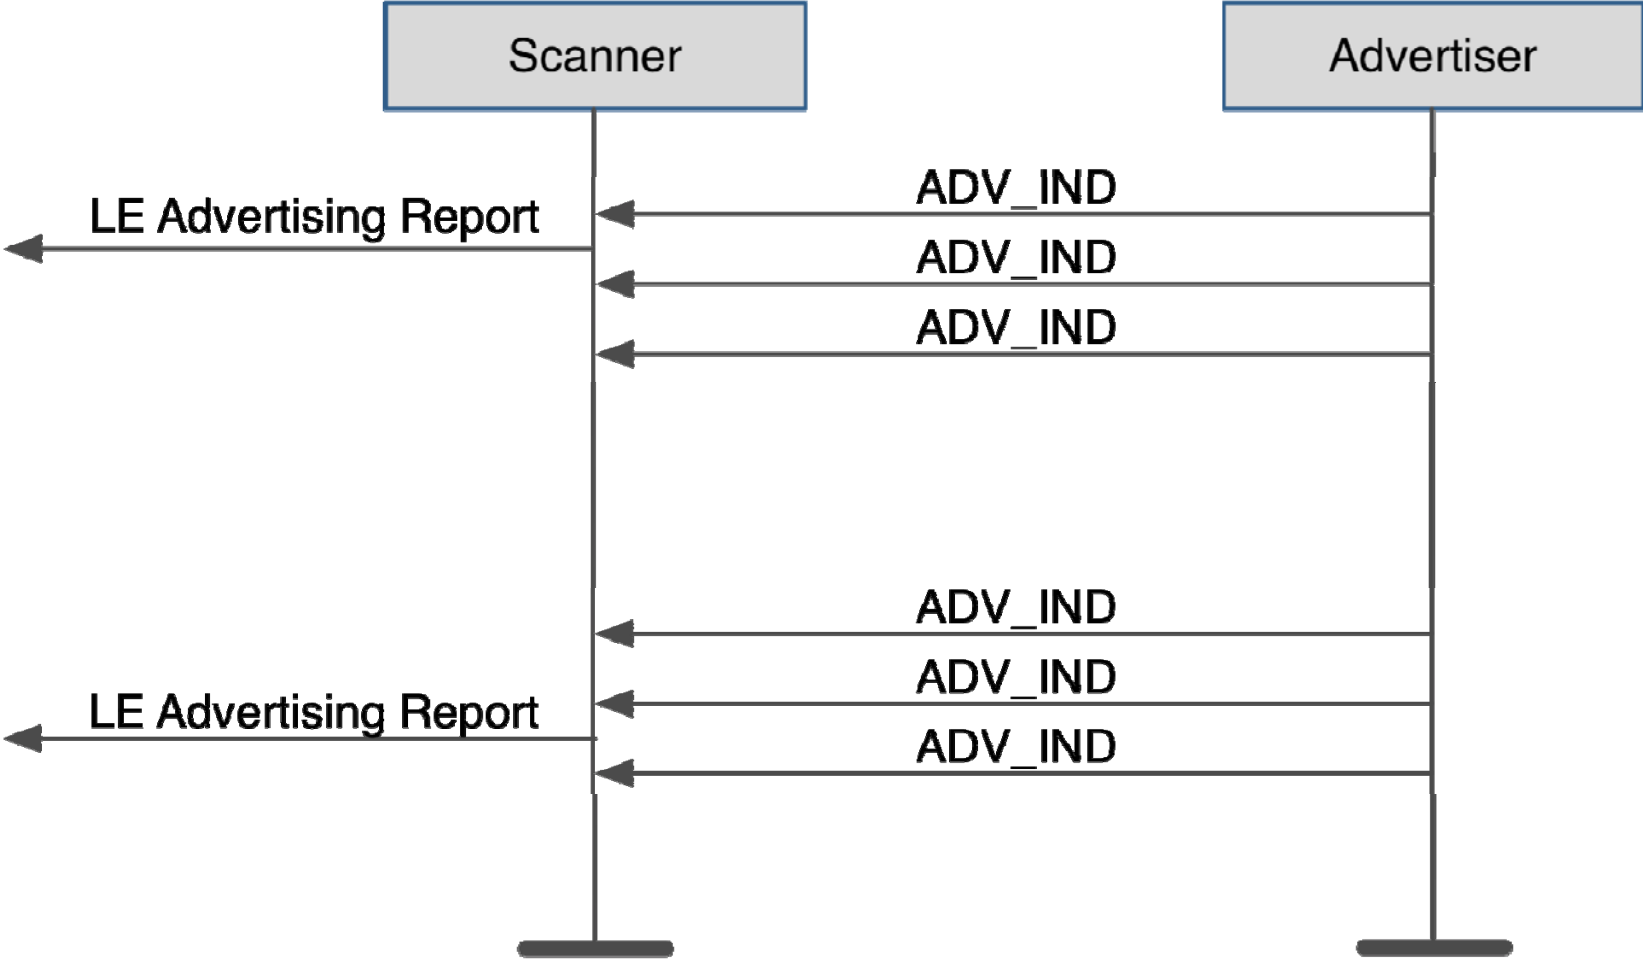 Scanner
Advertiser
ADV_IND
LE Advertising Report
ADV_IND
ADV_IND
ADV_IND
ADV_IND
LE Advertising Report
ADV_IND